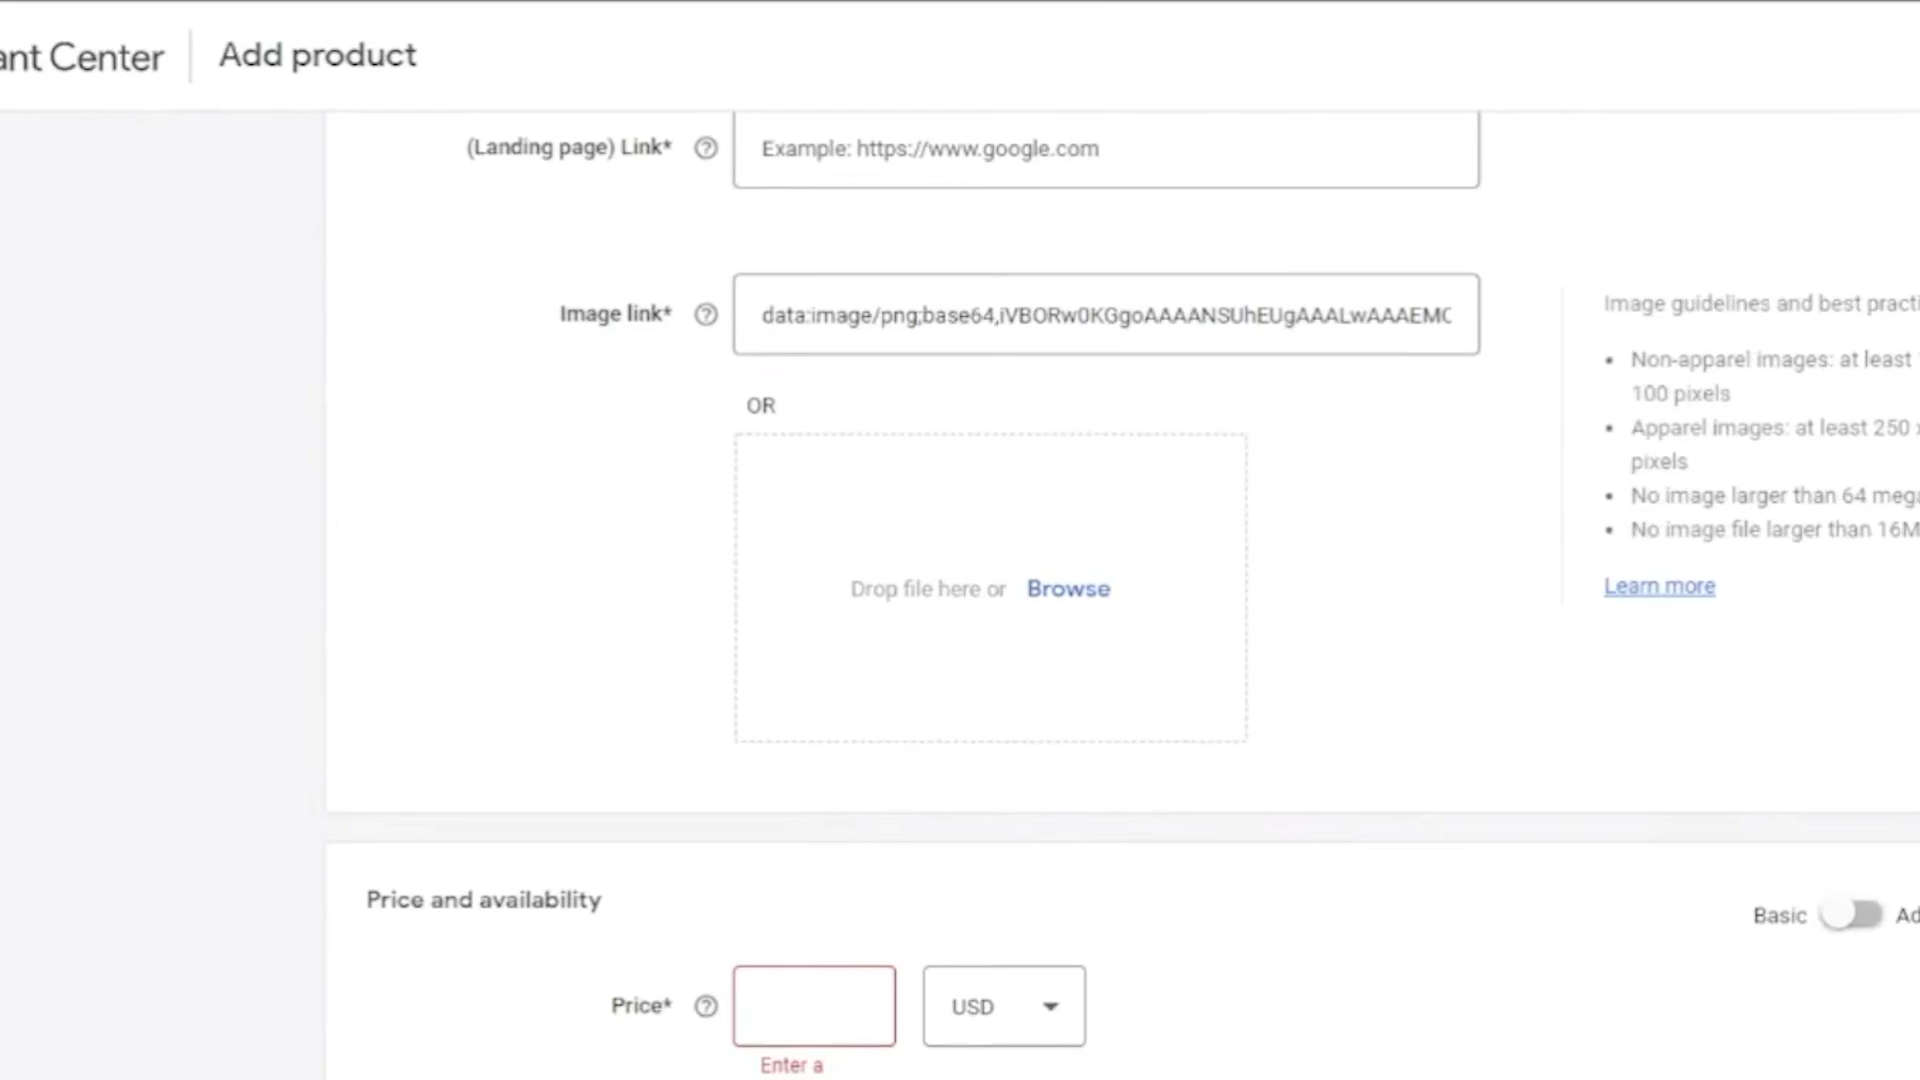 ant Center
Add product
(Landing page) Link*
Example: https://www.google.com
Image link*
data:image/png;base64,iVBORw0KGgoAAAANSUhEUgAAALwAAAEMC
OR
Drop file here or Browse
Image guidelines and best practi
• Non-apparel images: at least
100 pixels
• Apparel images: at least 250 x
pixels
• No image larger than 64 mega
• No image file larger than 16M
Learn more
Price and availability
Basic
Ad
Price*
USD
Enter a